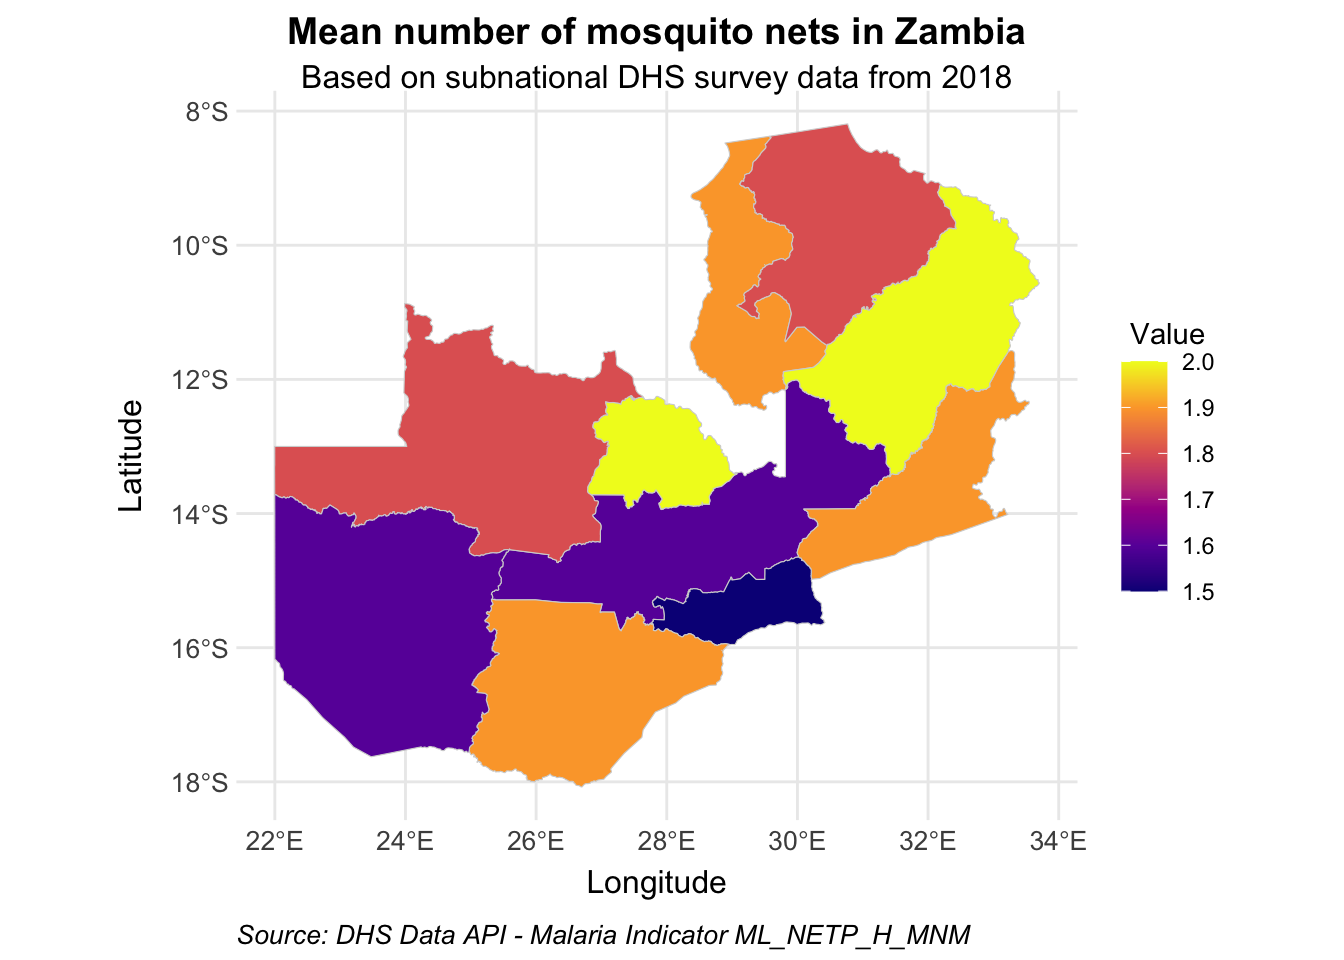 Mean number of mosquito nets in Zambia
Based on subnational DHS survey data from 2018
8°S
10°S
12°S
14°S
16°S
18°S
Latitude
22°E
24°E
26°E
28°E
30°E
32°E
34°E
Longitude
Value
2.0
1.9
1.8
1.7
1.6
1.5
Source: DHS Data API - Malaria Indicator ML_NETP_H_MNM